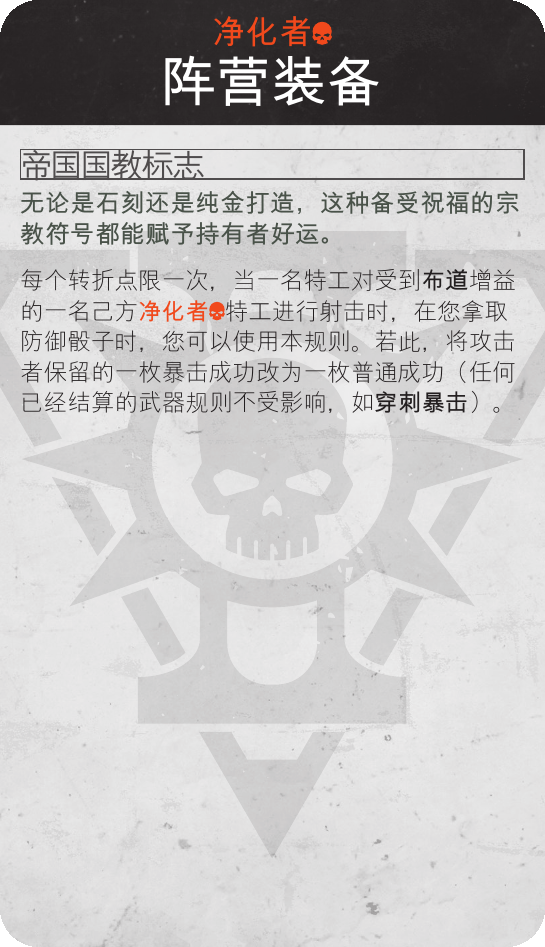 净化者
阵营装备
帝国国教标志
无论是石刻还是纯金打造，这种备受祝福的宗
教符号都能赋予持有者好运。
每个转折点限一次，当一名特工对受到布道增益
的一名己方净化者特工进行射击时，在您拿取
防御骰子时，您可以使用本规则。若此，将攻击
者保留的一枚暴击成功改为一枚普通成功（任何
已经结算的武器规则不受影响，如穿刺暴击）。